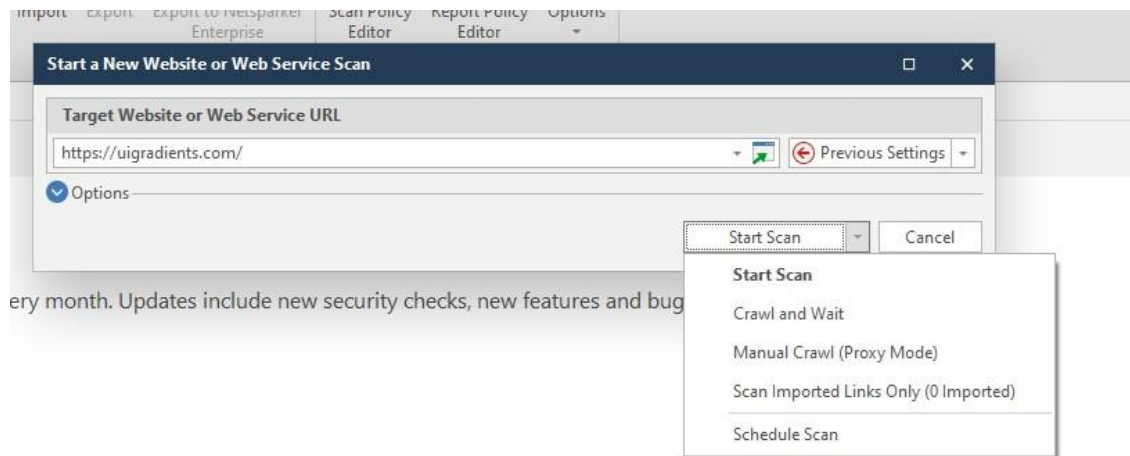 Import Export Export to Netsparker Enterprise Scan Policy Editor Report Policy Editor Options
Start a New Website or Web Service Scan
Target Website or Web Service URL
https://uigradients.com/
Previous Settings
Options
Start Scan Cancel
Start Scan
ery month. Updates include new security checks, new features and bug
Crawl and Wait
Manual Crawl (Proxy Mode)
Scan Imported Links Only (0 Imported)
Schedule Scan